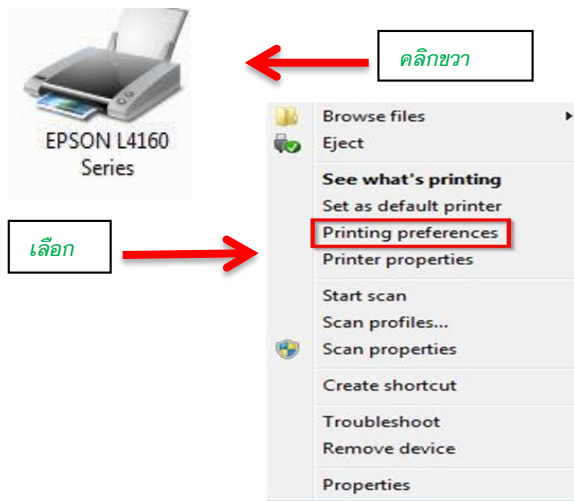 คลิกขวา
EPSON L4160
Series
Browse files
Eject
See what's printing
Set as default printer
Printing preferences
Printer properties
เลือก
Start scan
Scan profiles...
Scan properties
Create shortcut
Troubleshoot
Remove device
Properties